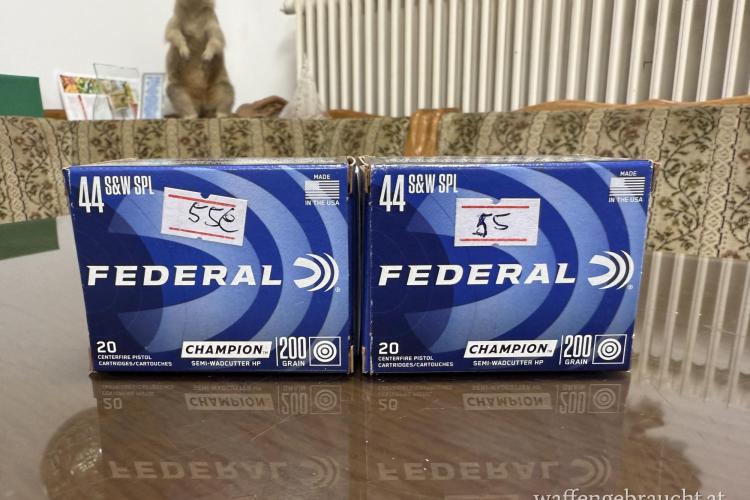 44 S&W SPL
MADE
IN THE USA
55€
FEDERAL
20
CENTERFIRE PISTOL
CARTRIDGES/CARTOUCHES
CHAMPION™
SEMI-WADCUTTER HP
200
GRAIN
44 S&W SPL
MADE
IN THE USA
55
FEDERAL
20
CENTERFIRE PISTOL
CARTRIDGES/CARTOUCHES
CHAMPION™
SEMI-WADCUTTER HP
200
GRAIN
waffengebraucht.at